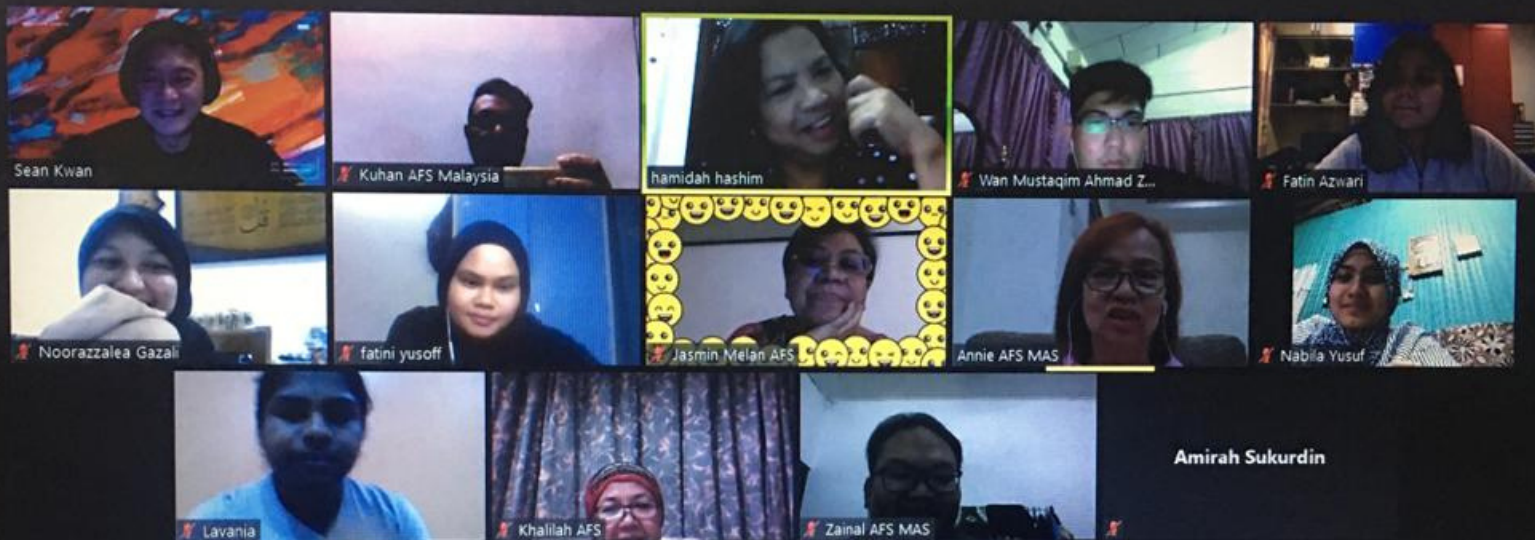 Sean Kwan
Kuhan AFS Malaysia
hamidah hashim
Wan Mustaqim Ahmad Z...
Fatin Azwari
Noorazzalea Gazali
fatini yusoff
Jasmin Melan AFS
Annie AFS MAS
Nabila Yusuf
Lavania
Khalilah AFS
Zainal AFS MAS
Amirah Sukurdin